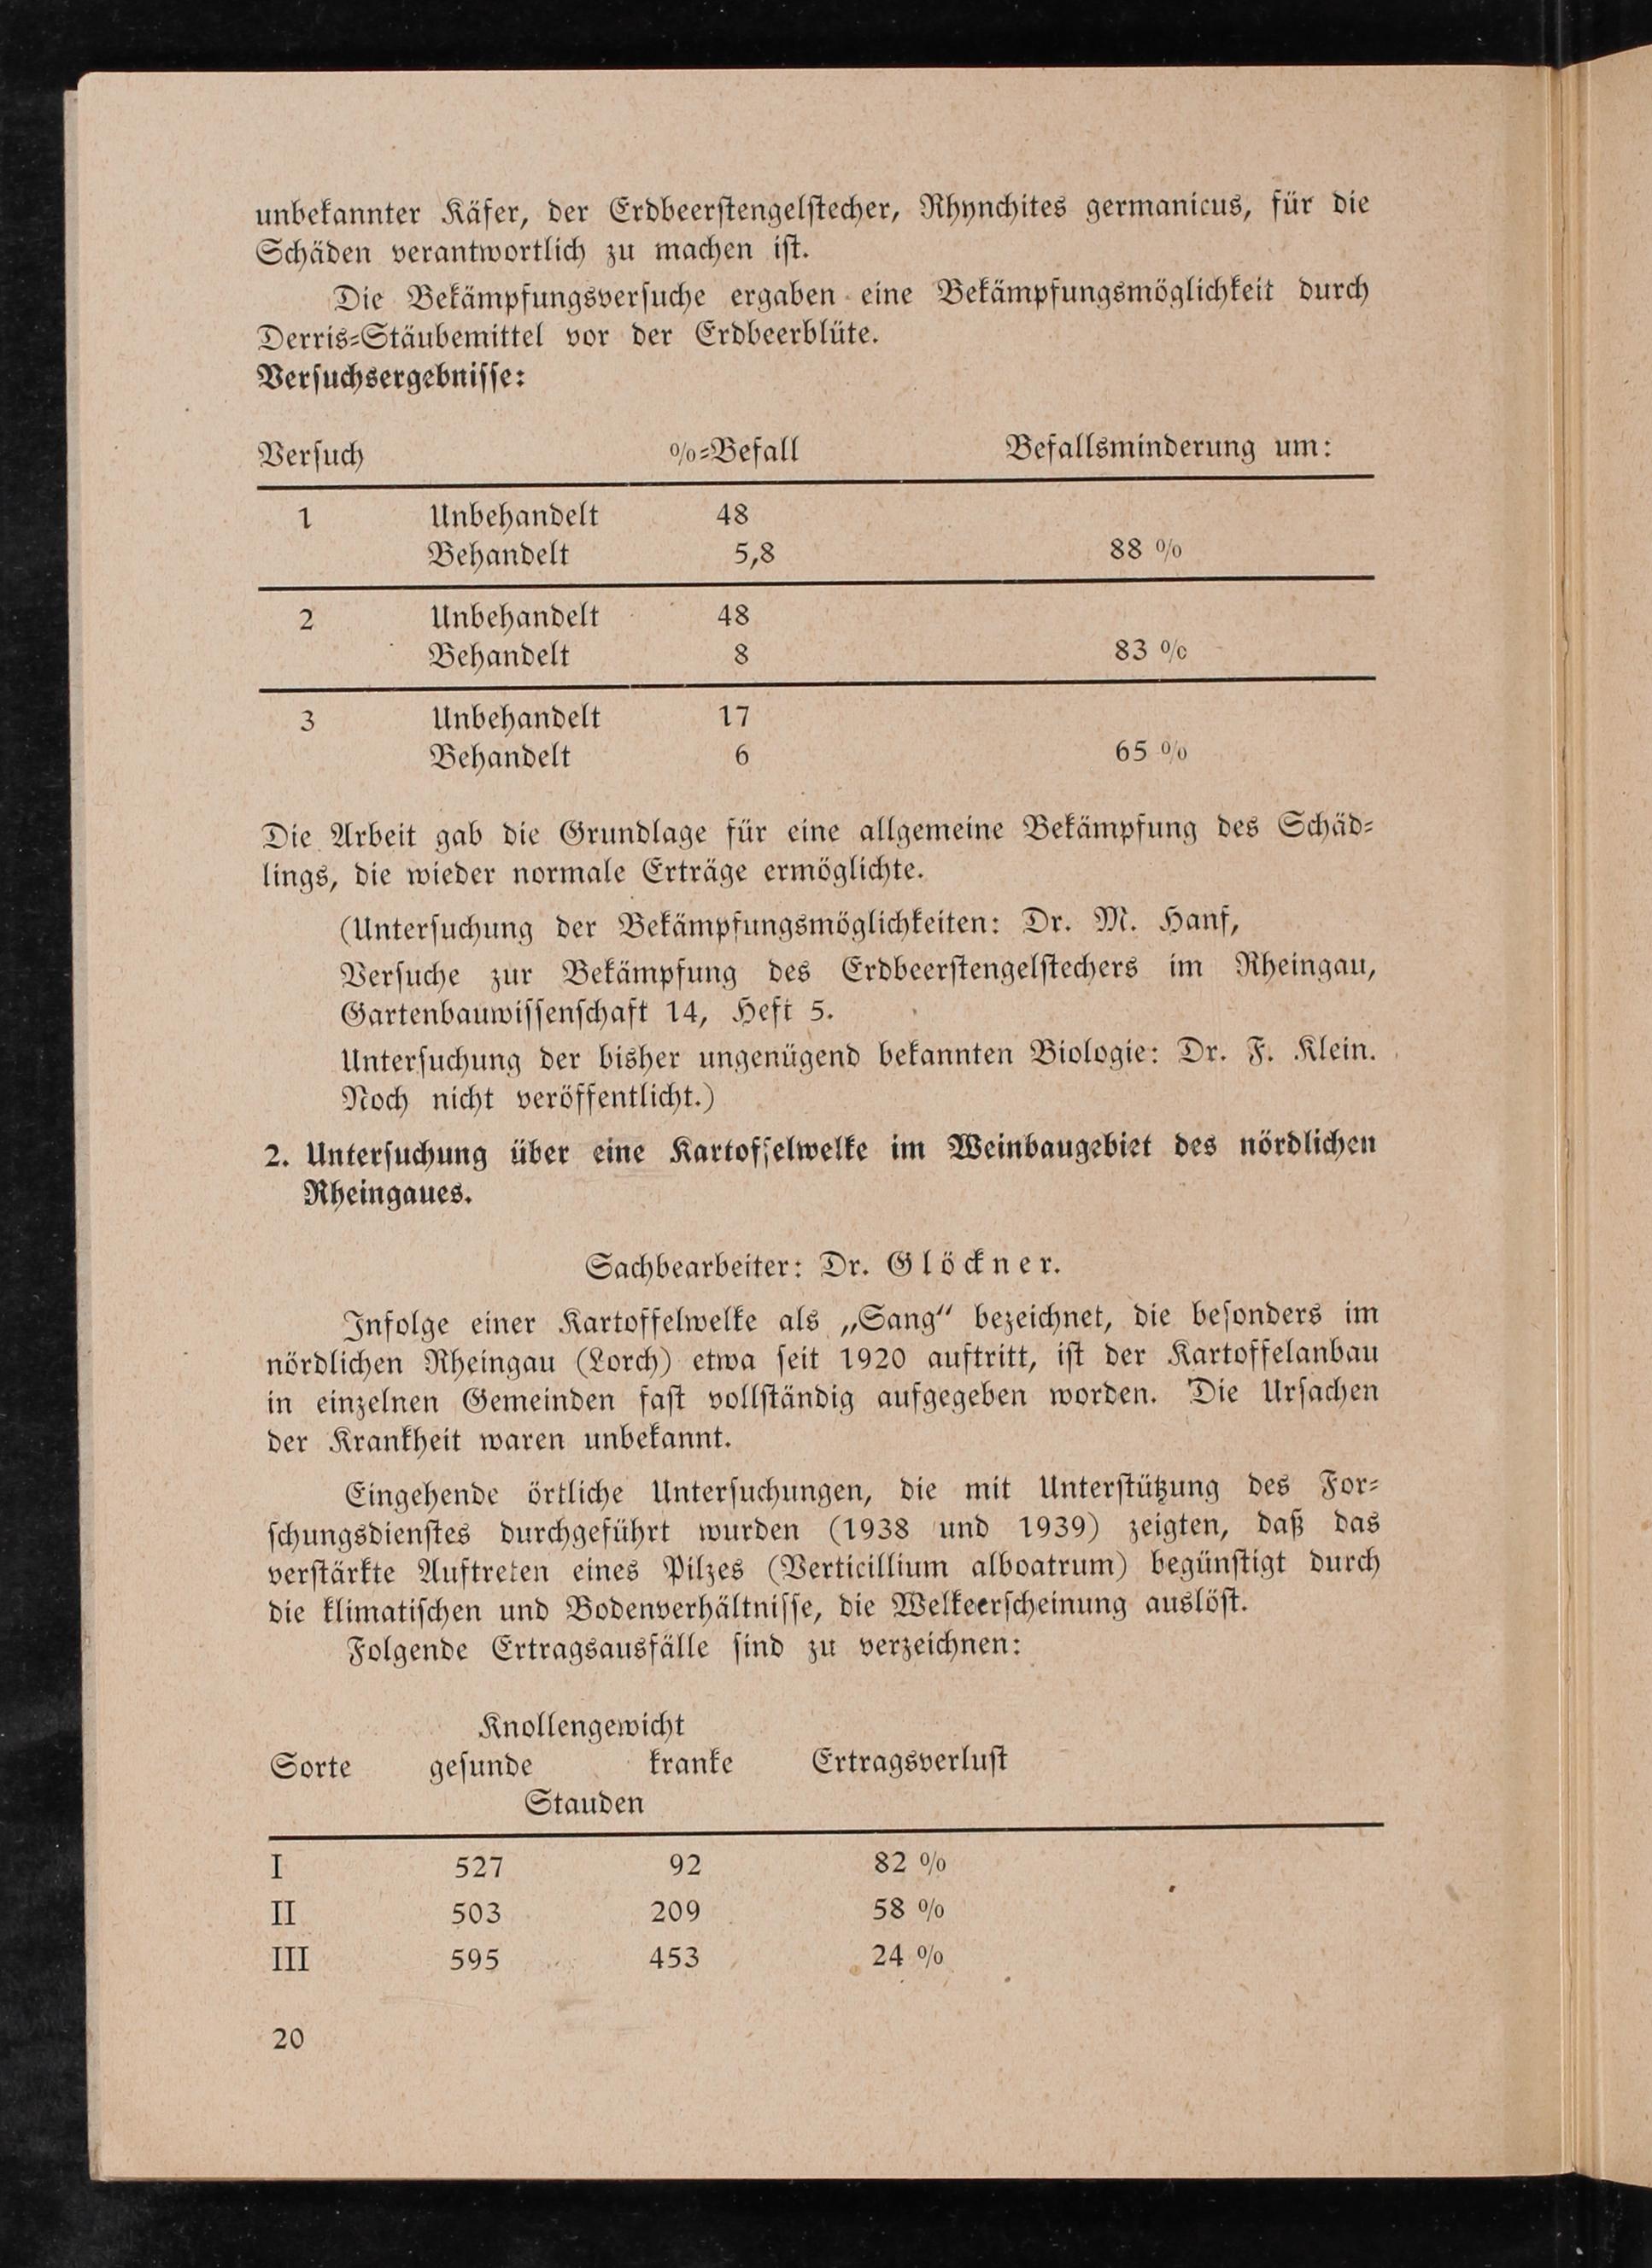 unbekannter Käfer, der Erdbeerstengelstecher, Rhynchites germanicus, für die
Schäden verantwortlich zu machen ist.
Die Bekämpfungsversuche ergaben eine Bekämpfungsmöglichkeit durch
Derris-Stäubemittel vor der Erdbeerblüte.
Versuchsergebnisse:
Versuch %-Befall Befallsminderung um:
1 Unbehandelt 48
Behandelt 5,8 88 %
2 Unbehandelt 48
Behandelt 8 83 %
3 Unbehandelt 17
Behandelt 6 65 %
Die Arbeit gab die Grundlage für eine allgemeine Bekämpfung des Schäd-
lings, die wieder normale Erträge ermöglichte.
(Untersuchung der Bekämpfungsmöglichkeiten: Dr. M. Hanf,
Versuche zur Bekämpfung des Erdbeerstengelstechers im Rheingau,
Gartenbauwissenschaft 14, Heft 5.
Untersuchung der bisher ungenügend bekannten Biologie: Dr. F. Klein.
Noch nicht veröffentlicht.)
2. Untersuchung über eine Kartoffelwelke im Weinbaugebiet des nördlichen
Rheingaues.
Sachbearbeiter: Dr. Glöckner.
Infolge einer Kartoffelwelke als „Sang“ bezeichnet, die besonders im
nördlichen Rheingau (Lorch) etwa seit 1920 auftritt, ist der Kartoffelanbau
in einzelnen Gemeinden fast vollständig aufgegeben worden. Die Ursachen
der Krankheit waren unbekannt.
Eingehende örtliche Untersuchungen, die mit Unterstützung des For-
schungsdienstes durchgeführt wurden (1938 und 1939) zeigten, daß das
verstärkte Auftreten eines Pilzes (Verticillium alboatrum) begünstigt durch
die klimatischen und Bodenverhältnisse, die Welkeerscheinung auslöst.
Folgende Ertragsausfälle sind zu verzeichnen:
Knollengewicht
Sorte gesunde kranke Ertragsverlust
Stauden
I 527 92 82 %
II 503 209 58 %
III 595 453 24 %
20